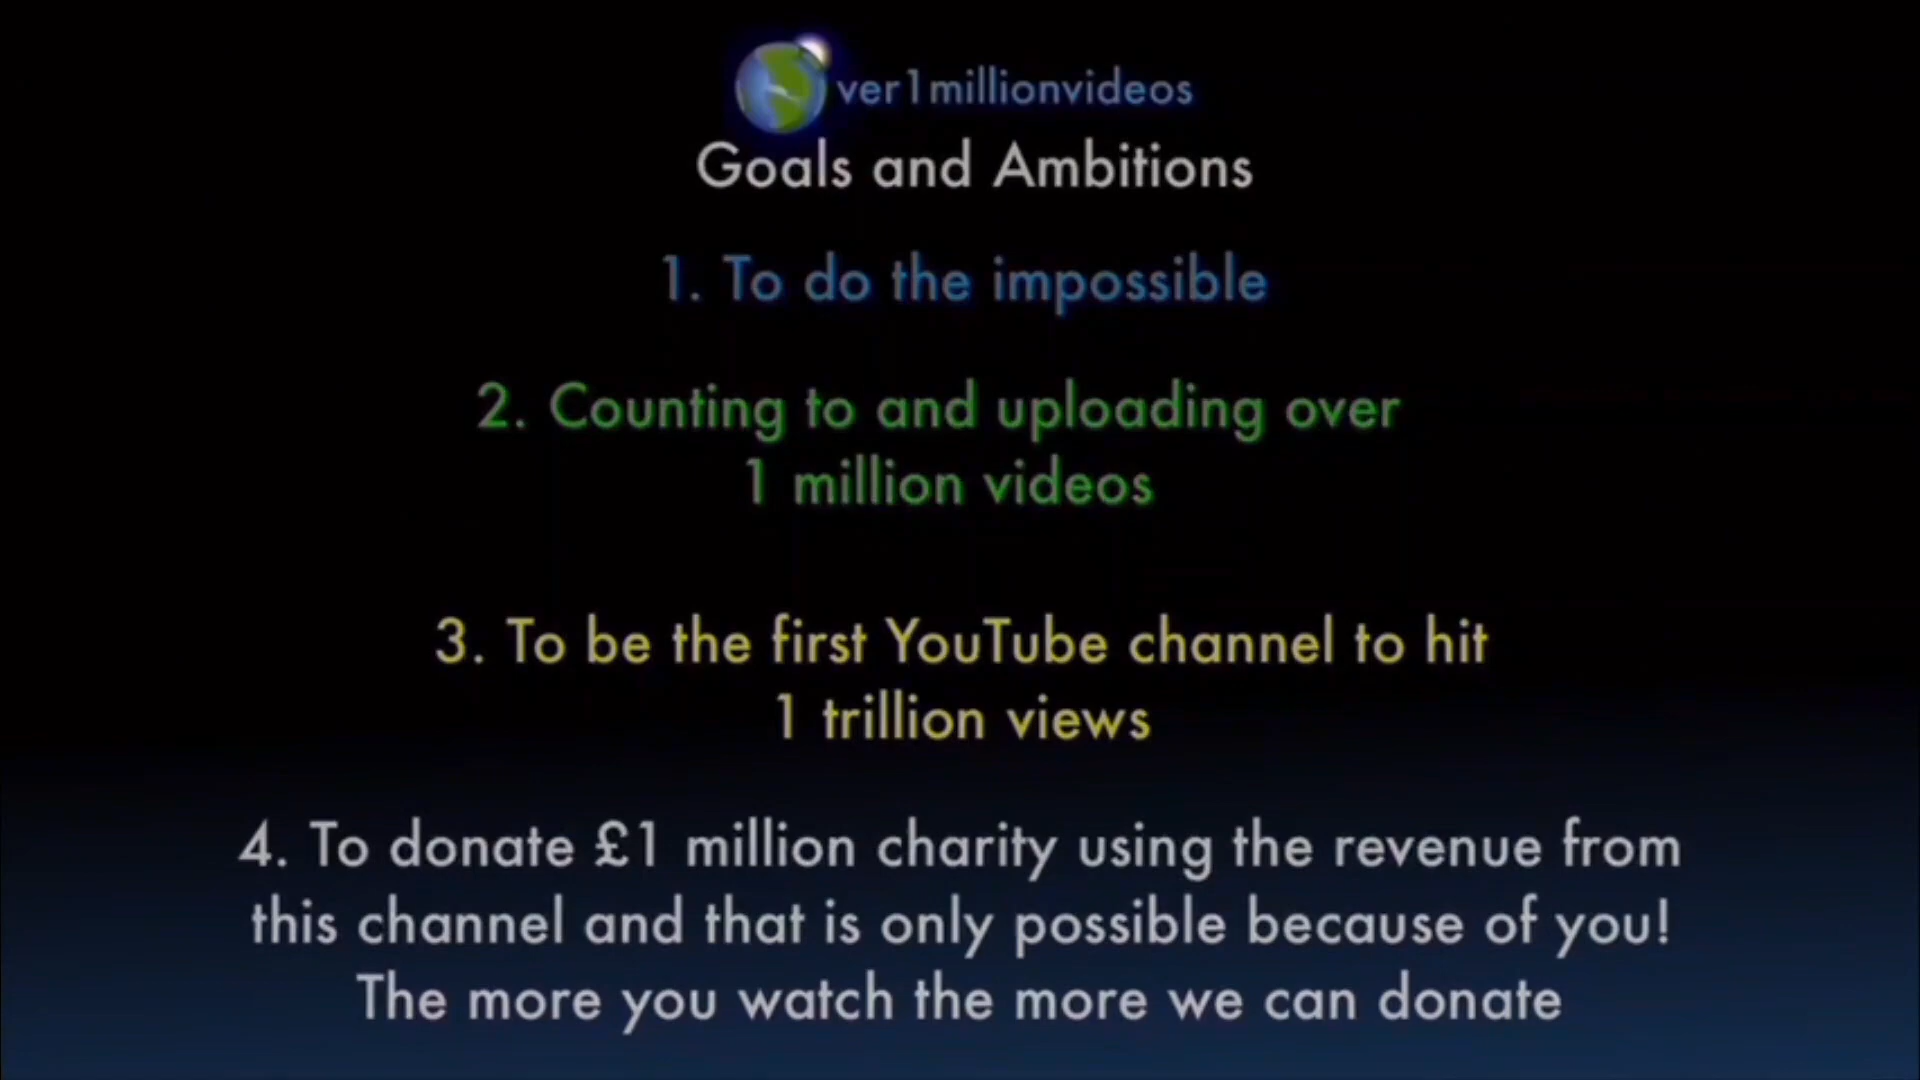 ver1millionvideos
Goals and Ambitions
1. To do the impossible
2. Counting to and uploading over
1 million videos
3. To be the first YouTube channel to hit
1 trillion views
4. To donate £1 million charity using the revenue from
this channel and that is only possible because of you!
The more you watch the more we can donate